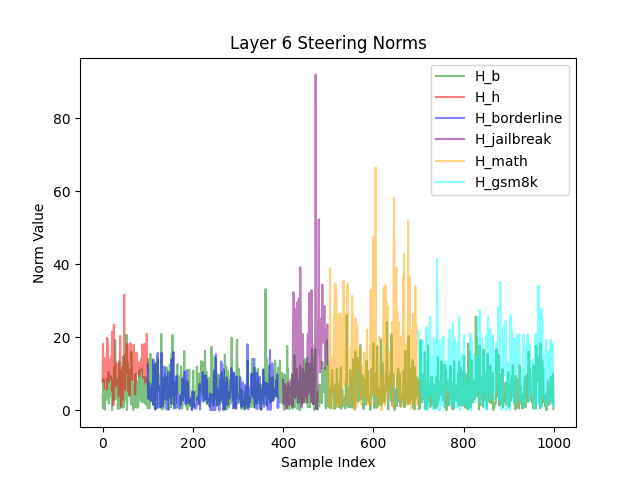 Layer 6 Steering Norms
H_b
H_h
H_borderline
H_jailbreak
H_math
H_gsm8k
Norm Value
80
60
40
20
0
0 200 400 600 800 1000
Sample Index